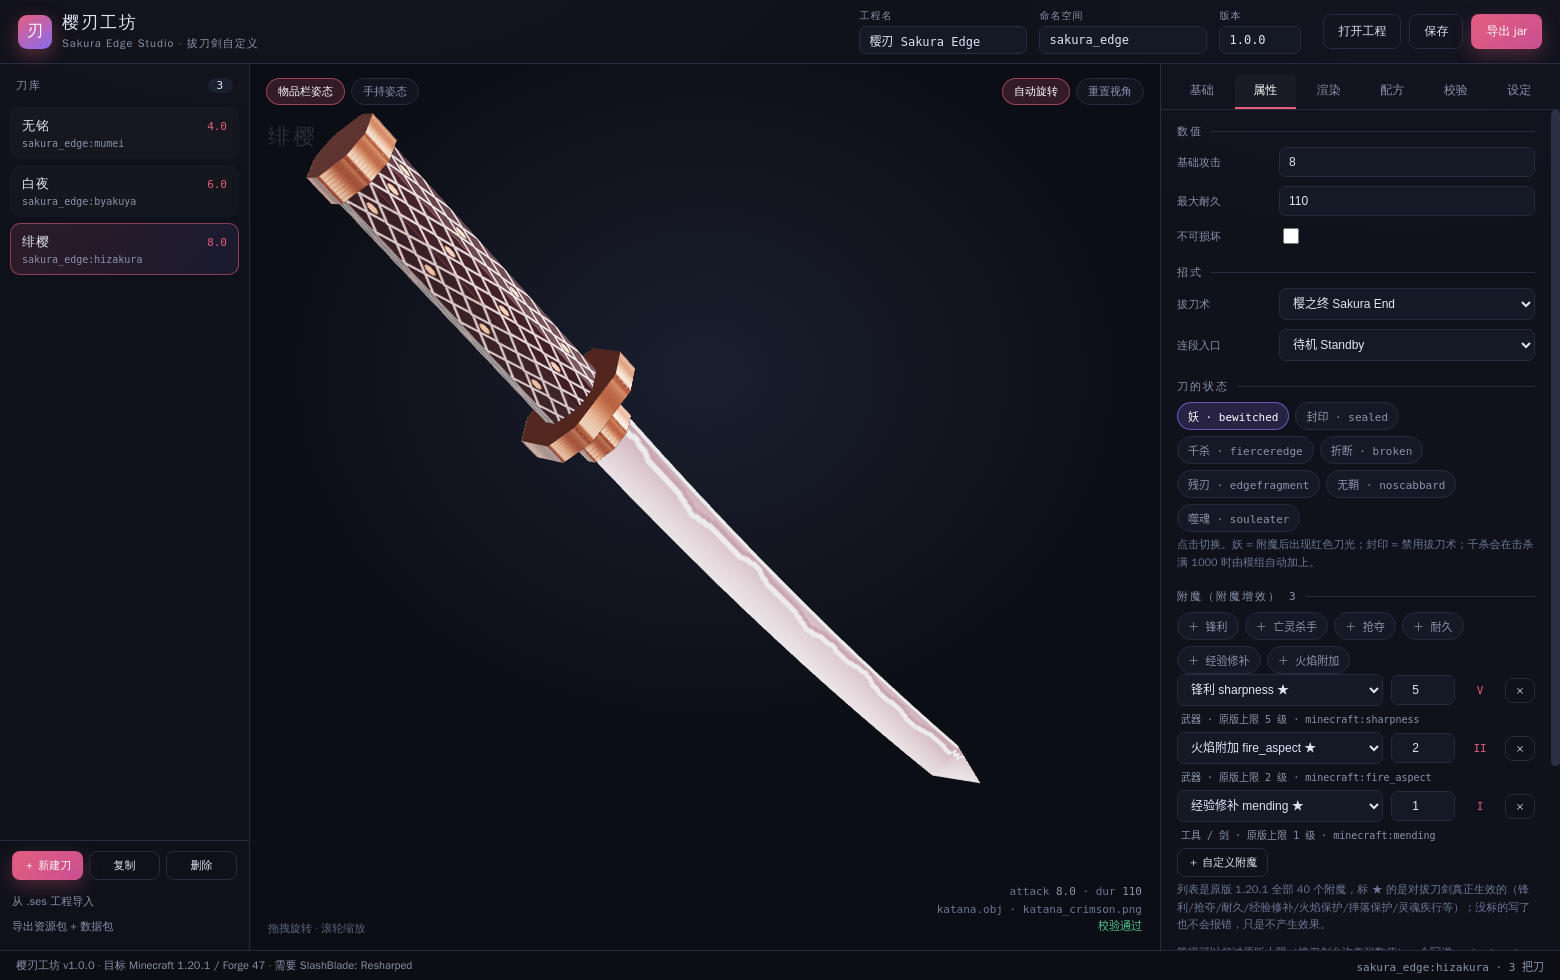 刃
樱刃工坊
Sakura Edge Studio · 拔刀剑自定义
工程名
樱刃 Sakura Edge
命名空间
sakura_edge
版本
1.0.0
打开工程
保存
导出 jar
刀库
3
无铭
4.0
sakura_edge:mumei
白夜
6.0
sakura_edge:byakuya
绯樱
8.0
sakura_edge:hizakura
物品栏姿态
手持姿态
自动旋转
重置视角
绯樱
基础
属性
渲染
配方
校验
设定
数值
基础攻击
8
最大耐久
110
不可损坏
招式
拔刀术
樱之终 Sakura End
连段入口
待机 Standby
刀的状态
妖 · bewitched
封印 · sealed
千杀 · fierceredge
折断 · broken
残刃 · edgefragment
无鞘 · noscabbard
噬魂 · souleater
点击切换。妖 = 附魔后出现红色刀光；封印 = 禁用拔刀术；千杀会在击杀
满 1000 时由模组自动加上。
附魔（附魔增效） 3
＋ 锋利
＋ 亡灵杀手
＋ 抢夺
＋ 耐久
＋ 经验修补
＋ 火焰附加
锋利 sharpness ★
5
V
×
武器 · 原版上限 5 级 · minecraft:sharpness
火焰附加 fire_aspect ★
2
II
×
武器 · 原版上限 2 级 · minecraft:fire_aspect
经验修补 mending ★
1
I
×
工具 / 剑 · 原版上限 1 级 · minecraft:mending
＋ 自定义附魔
列表是原版 1.20.1 全部 40 个附魔，标 ★ 的是对拔刀剑真正生效的（锋
利/抢夺/耐久/经验修补/火焰保护/摔落保护/灵魂疾行等）；没标的写了
也不会报错，只是不产生效果。
＋ 新建刀
复制
删除
从 .ses 工程导入
导出资源包 + 数据包
拖拽旋转 · 滚轮缩放
attack 8.0 · dur 110
katana.obj · katana_crimson.png
校验通过
樱刃工坊 v1.0.0 · 目标 Minecraft 1.20.1 / Forge 47 · 需要 SlashBlade: Resharped
sakura_edge:hizakura · 3 把刀